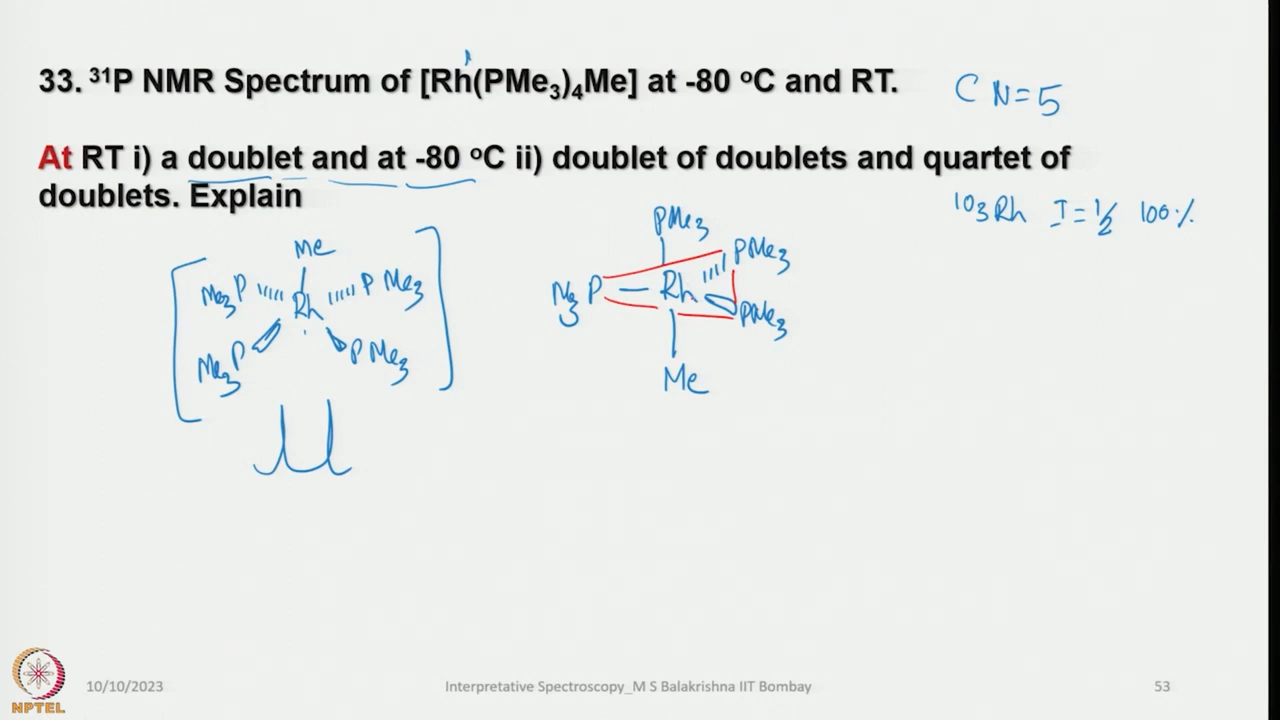 33. ³¹P NMR Spectrum of [Rh(PMe₃)₄Me] at -80 ºC and RT.
C N=5
At RT i) a doublet and at -80 ºC ii) doublet of doublets and quartet of
doublets. Explain
103Rh I=1/2 100%
Me
Me₃P PMe₃
Rh
Me₃P PMe₃
PMe₃
PMe₃
P Rh
PMe₃
Me
NPTEL
10/10/2023
Interpretative Spectroscopy_M S Balakrishna IIT Bombay
53